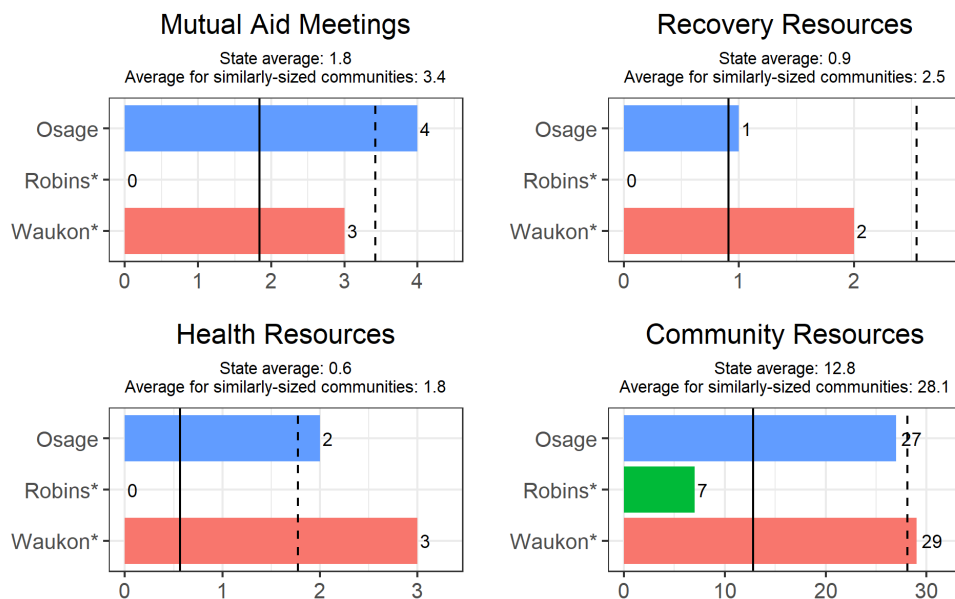 Mutual Aid Meetings
State average: 1.8
Average for similarly-sized communities: 3.4
Osage
4
Robins*
0
Waukon*
3
0 1 2 3 4
Recovery Resources
State average: 0.9
Average for similarly-sized communities: 2.5
Osage
1
Robins*
0
Waukon*
2
0 1 2
Health Resources
State average: 0.6
Average for similarly-sized communities: 1.8
Osage
2
Robins*
0
Waukon*
3
0 1 2 3
Community Resources
State average: 12.8
Average for similarly-sized communities: 28.1
Osage
27
Robins*
7
Waukon*
29
0 10 20 30